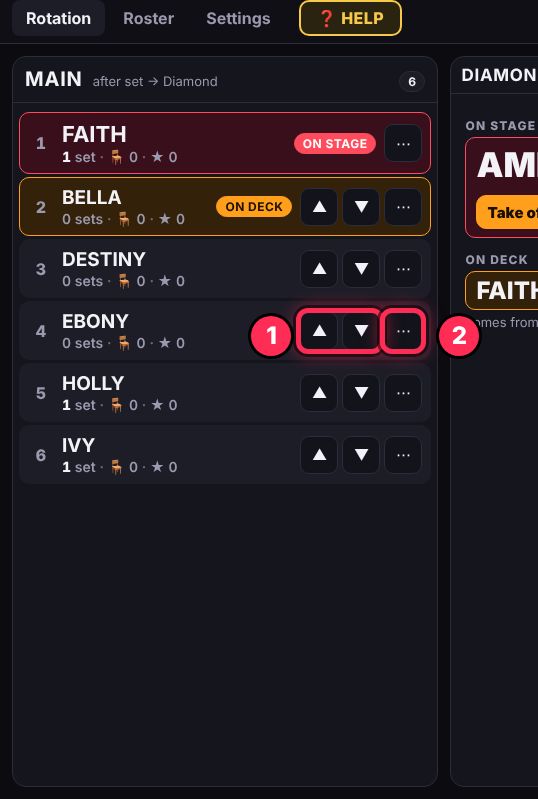 Rotation Roster Settings ❓ HELP
MAIN after set → Diamond 6
1 FAITH ON STAGE ...
1 set · 🪑 0 · ★ 0
2 BELLA ON DECK ▲ ▼ ...
0 sets · 🪑 0 · ★ 0
3 DESTINY ▲ ▼ ...
0 sets · 🪑 0 · ★ 0
4 EBONY 1 ▲ ▼ ... 2
0 sets · 🪑 0 · ★ 0
5 HOLLY ▲ ▼ ...
1 set · 🪑 0 · ★ 0
6 IVY ▲ ▼ ...
1 set · 🪑 0 · ★ 0
DIAMON
ON STAGE
AM
Take of
ON DECK
FAITH
omes from